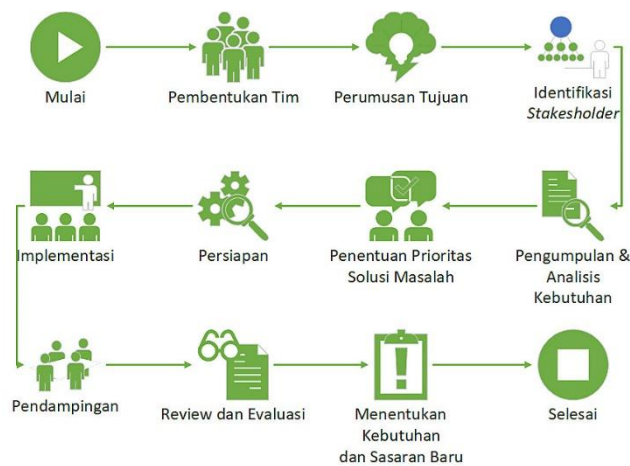 Mulai
Pembentukan Tim
Perumusan Tujuan
Identifikasi
Stakesholder
Pengumpulan &
Analisis
Kebutuhan
Penentuan Prioritas
Solusi Masalah
Persiapan
Implementasi
Pendampingan
Review dan Evaluasi
Menentukan
Kebutuhan
dan Sasaran Baru
Selesai